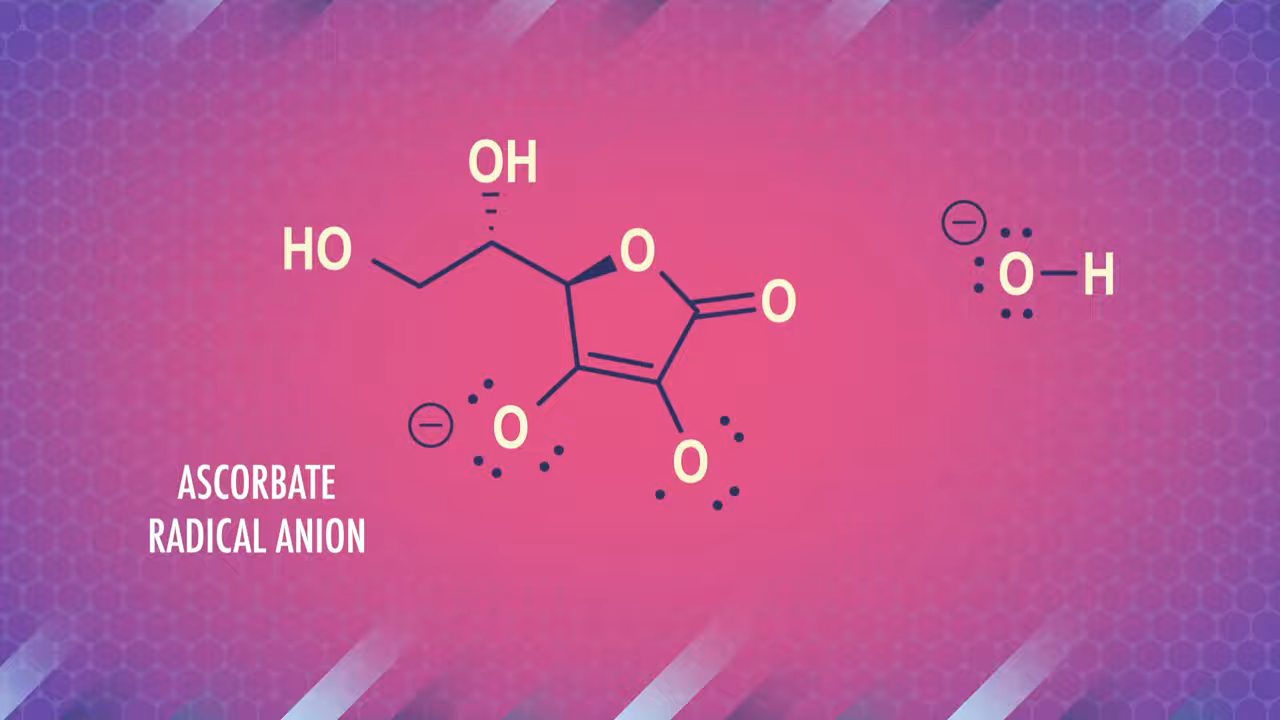 OH
HO
O
O
O
O
⊖
⊖
O–H
ASCORBATE
RADICAL ANION